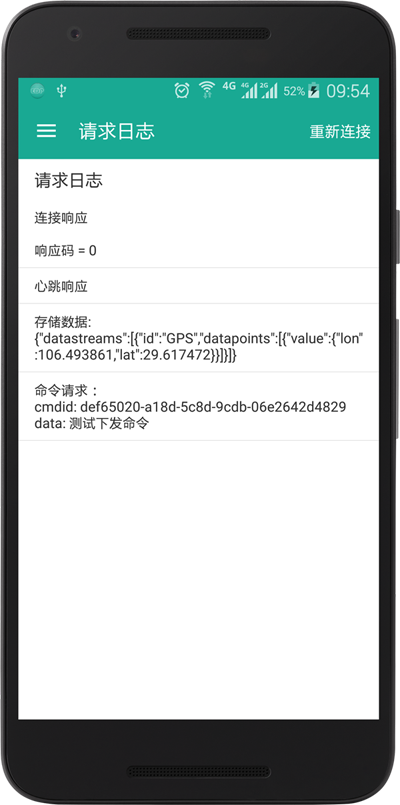 4G 4G 2G 52% 09:54
请求日志 重新连接
请求日志
连接响应
响应码 = 0
心跳响应
存储数据:
{"datastreams":[{"id":"GPS","datapoints":[{"value":{"lon"
:106.493861,"lat":29.617472}}]}]}
命令请求：
cmdid: def65020-a18d-5c8d-9cdb-06e2642d4829
data: 测试下发命令